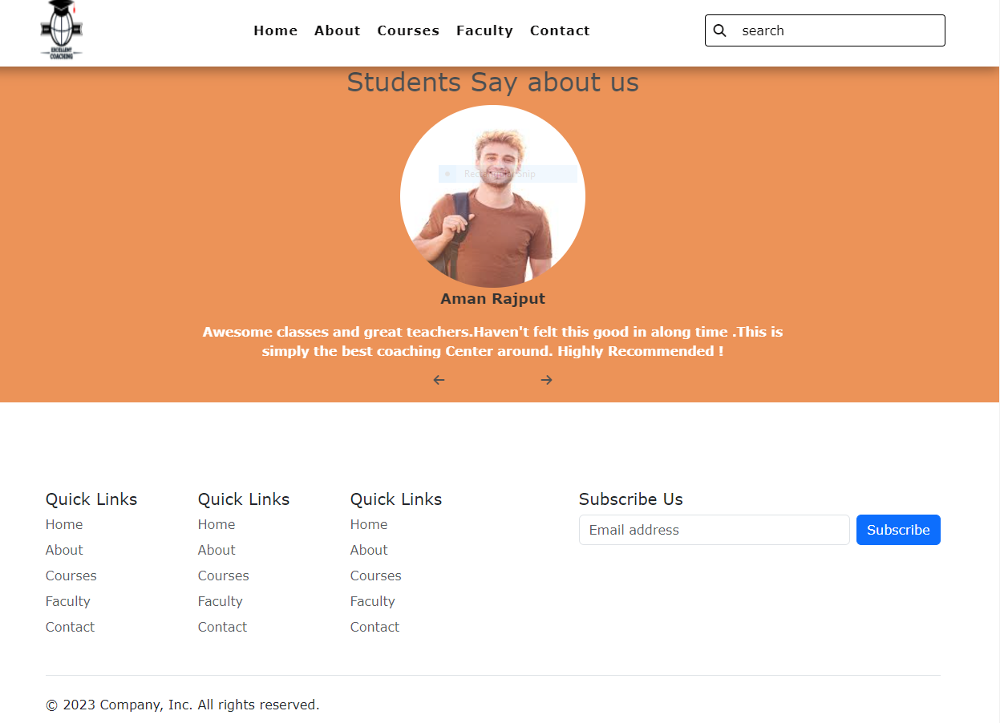 EXCELLENT
COACHING
Home About Courses Faculty Contact
search
Students Say about us
Rectangular Snip
Aman Rajput
Awesome classes and great teachers.Haven't felt this good in along time .This is
simply the best coaching Center around. Highly Recommended !
Quick Links
Home
About
Courses
Faculty
Contact
Quick Links
Home
About
Courses
Faculty
Contact
Quick Links
Home
About
Courses
Faculty
Contact
Subscribe Us
Email address
Subscribe
© 2023 Company, Inc. All rights reserved.